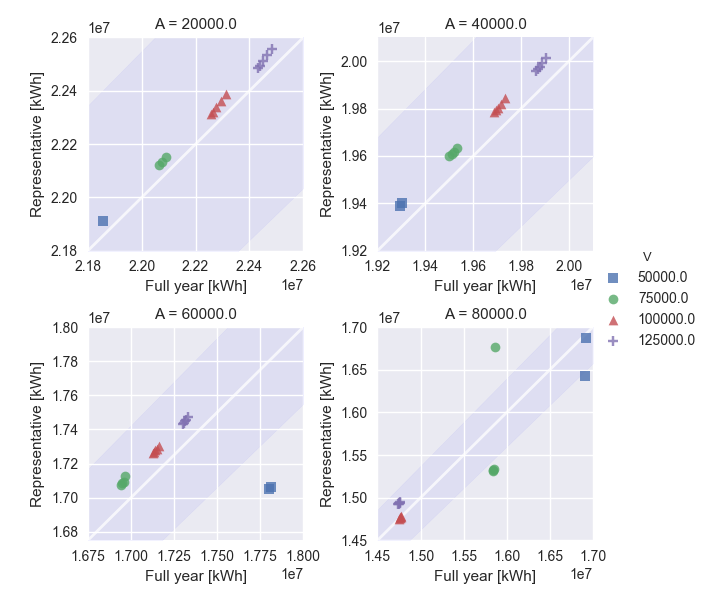 1e7
A = 20000.0
2.26
2.24
2.22
2.20
2.18
Representative [kWh]
2.18 2.20 2.22 2.24 2.26
Full year [kWh]
1e7
1e7
A = 40000.0
2.00
1.98
1.96
1.94
1.92
Representative [kWh]
1.92 1.94 1.96 1.98 2.00
Full year [kWh]
1e7
V
50000.0
75000.0
100000.0
125000.0
1e7
A = 60000.0
1.80
1.78
1.76
1.74
1.72
1.70
1.68
Representative [kWh]
1.675 1.700 1.725 1.750 1.775 1.800
Full year [kWh]
1e7
1e7
A = 80000.0
1.70
1.65
1.60
1.55
1.50
1.45
Representative [kWh]
1.45 1.50 1.55 1.60 1.65 1.70
Full year [kWh]
1e7